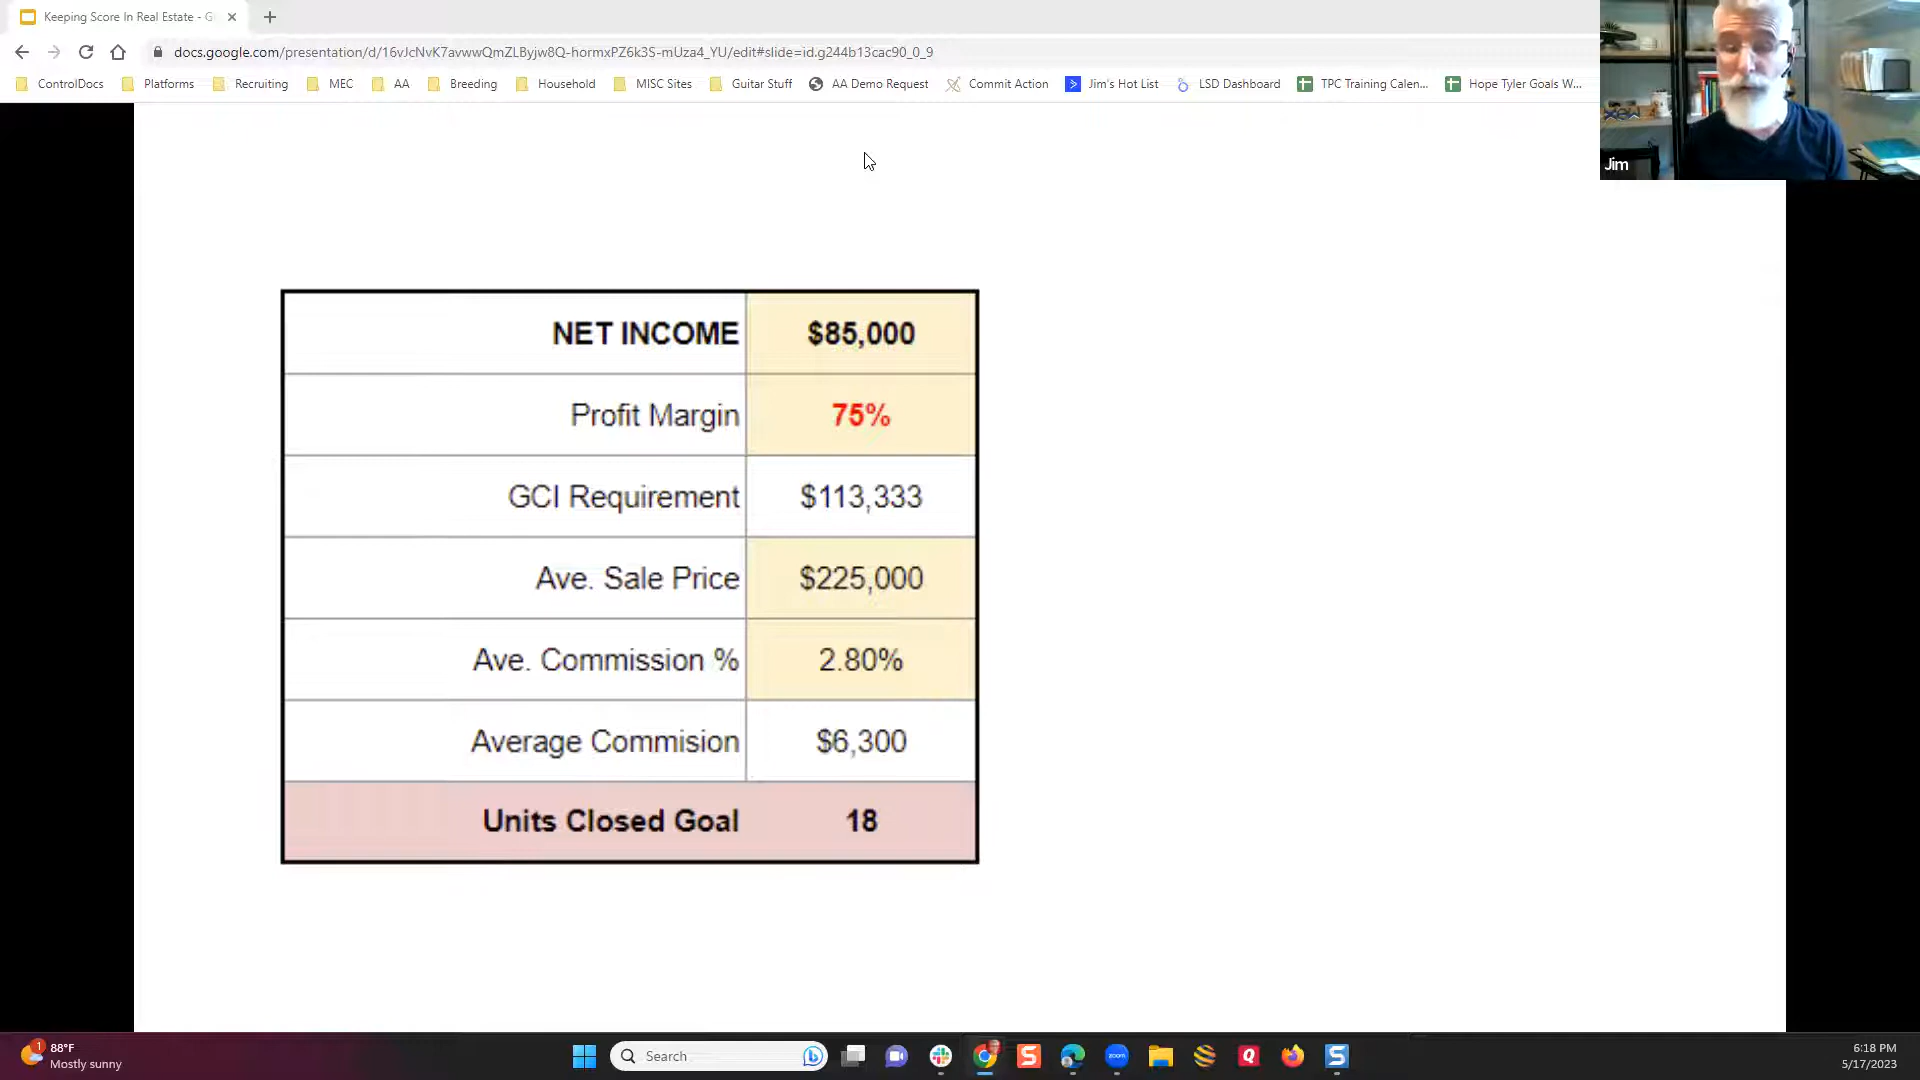 Keeping Score In Real Estate - G
docs.google.com/presentation/d/16vJcNvK7avwwQmZLByjw8Q-hormxPZ6k3S-mUza4_YU/edit#slide=id.g244b13cac90_0_9
ControlDocs Platforms Recruiting MEC AA Breeding Household MISC Sites Guitar Stuff AA Demo Request Commit Action Jim's Hot List LSD Dashboard TPC Training Calen... Hope Tyler Goals W...
Jim
NET INCOME $85,000
Profit Margin 75%
GCI Requirement $113,333
Ave. Sale Price $225,000
Ave. Commission % 2.80%
Average Commision $6,300
Units Closed Goal 18
1
88°F
Mostly sunny
Search
zoom
6:18 PM
5/17/2023